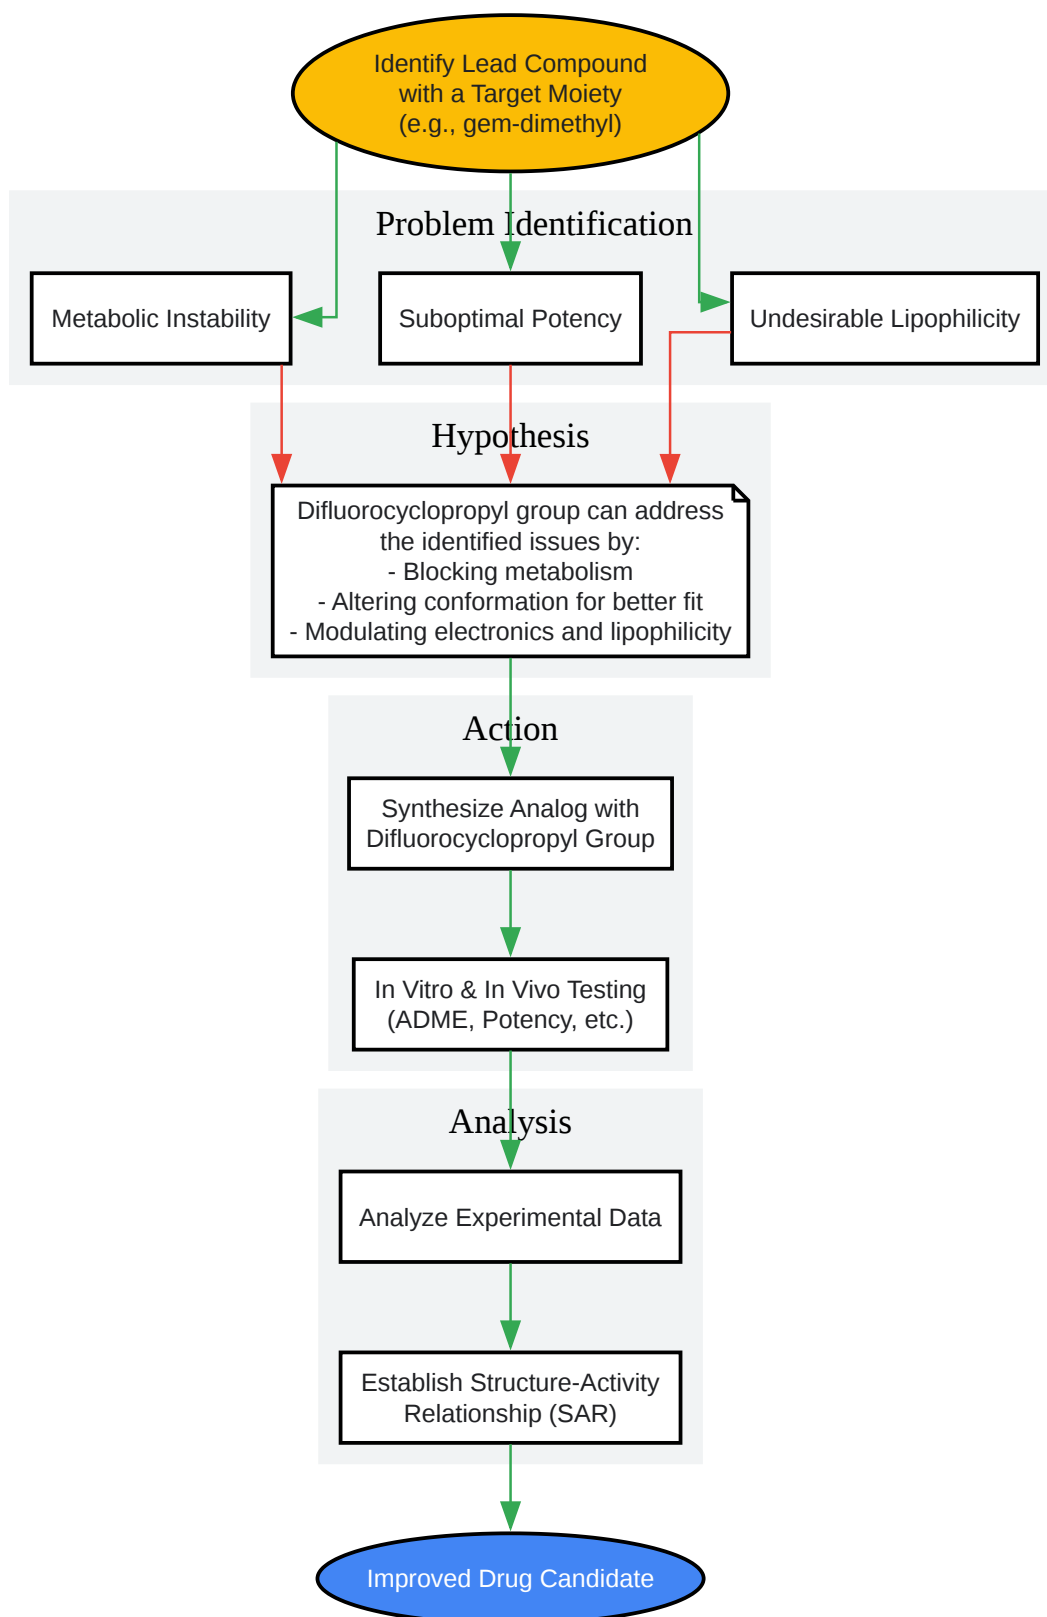 Identify Lead Compound
with a Target Moiety
(e.g., gem-dimethyl)
Problem Identification
Metabolic Instability
Suboptimal Potency
Undesirable Lipophilicity
Hypothesis
Difluorocyclopropyl group can address
the identified issues by:
- Blocking metabolism
- Altering conformation for better fit
- Modulating electronics and lipophilicity
Action
Synthesize Analog with
Difluorocyclopropyl Group
In Vitro & In Vivo Testing
(ADME, Potency, etc.)
Analysis
Analyze Experimental Data
Establish Structure-Activity
Relationship (SAR)
Improved Drug Candidate